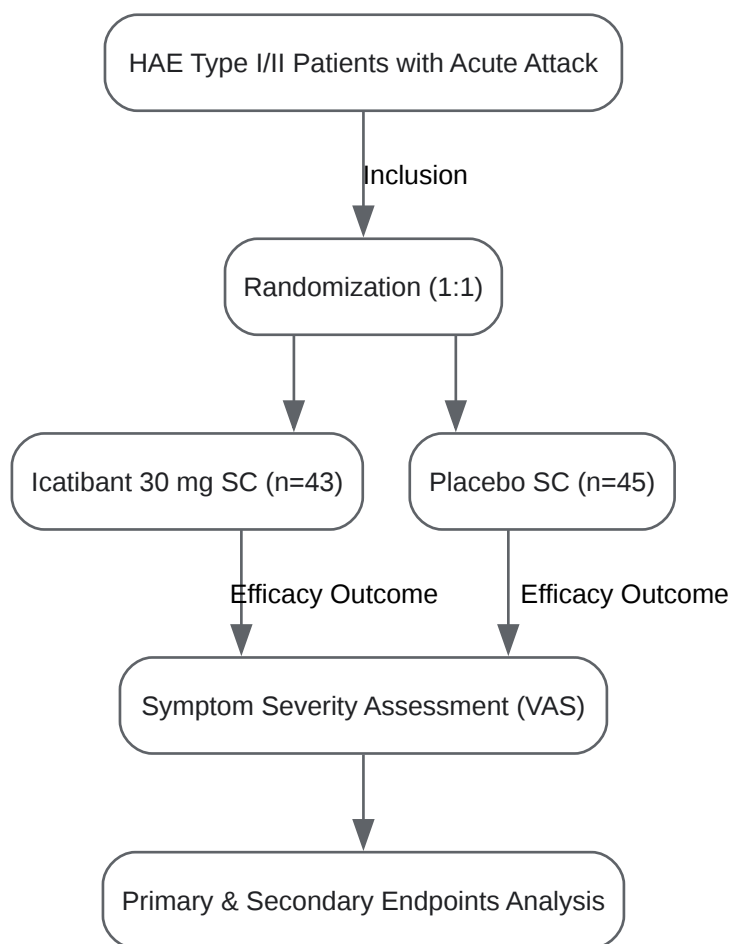 HAE Type I/II Patients with Acute Attack
Inclusion
Randomization (1:1)
Icatibant 30 mg SC (n=43)
Placebo SC (n=45)
Efficacy Outcome
Efficacy Outcome
Symptom Severity Assessment (VAS)
Primary & Secondary Endpoints Analysis